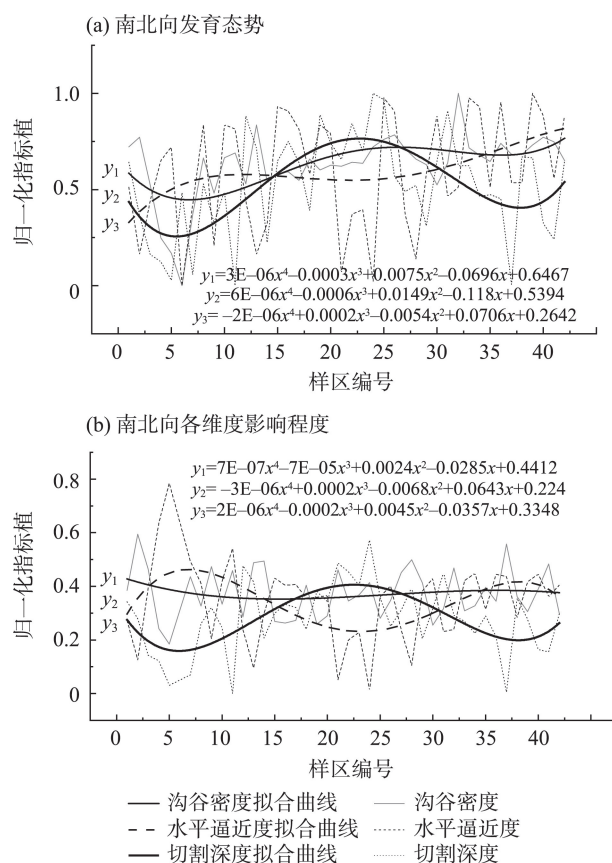 (a) 南北向发育态势
1.0
0.5
0
归一化指标植
y₁
y₂
y₃
y₁=3E–06x⁴–0.0003x³+0.0075x²–0.0696x+0.6467
y₂=6E–06x⁴–0.0006x³+0.0149x²–0.118x+0.5394
y₃= –2E–06x⁴+0.0002x³–0.0054x²+0.0706x+0.2642
0 5 10 15 20 25 30 35 40
样区编号
(b) 南北向各维度影响程度
0.8
0.6
0.4
0.2
0
归一化指标植
y₁
y₂
y₃
y₁=7E–07x⁴–7E–05x³+0.0024x²–0.0285x+0.4412
y₂= –3E–06x⁴+0.0002x³–0.0068x²+0.0643x+0.224
y₃=2E–06x⁴–0.0002x³+0.0045x²–0.0357x+0.3348
0 5 10 15 20 25 30 35 40
样区编号
沟谷密度拟合曲线 沟谷密度
水平逼近度拟合曲线 水平逼近度
切割深度拟合曲线 切割深度